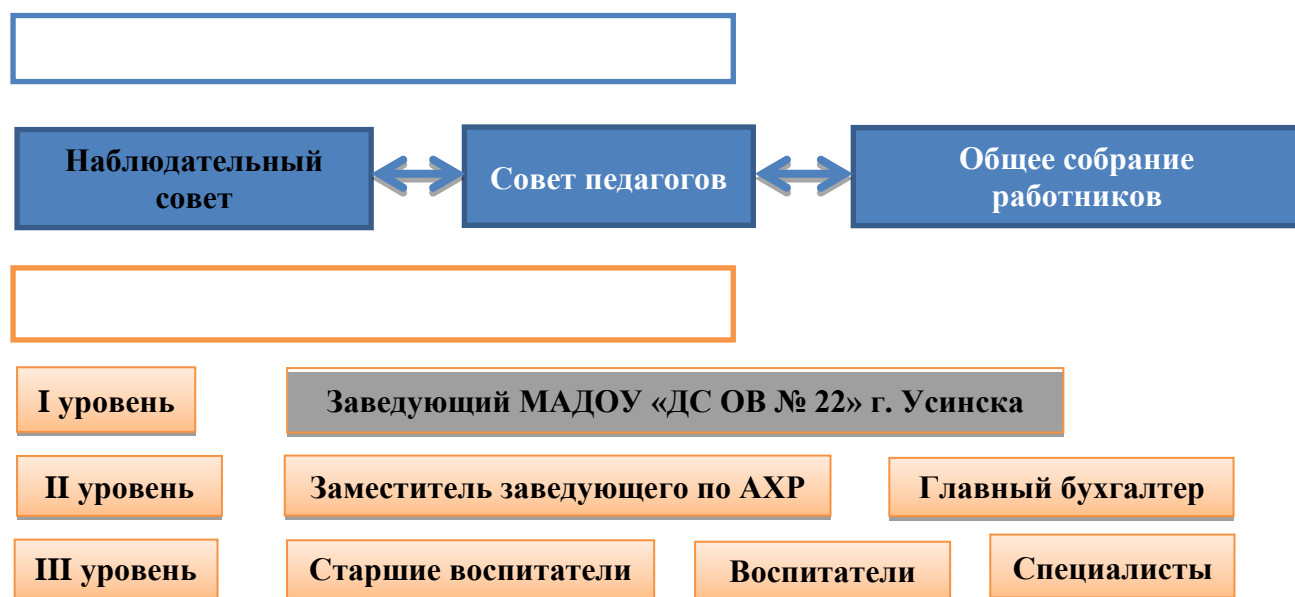 Наблюдательный
совет
Совет педагогов
Общее собрание
работников
I уровень
Заведующий МАДОУ «ДС ОВ № 22» г. Усинска
II уровень
Заместитель заведующего по АХР
Главный бухгалтер
III уровень
Старшие воспитатели
Воспитатели
Специалисты